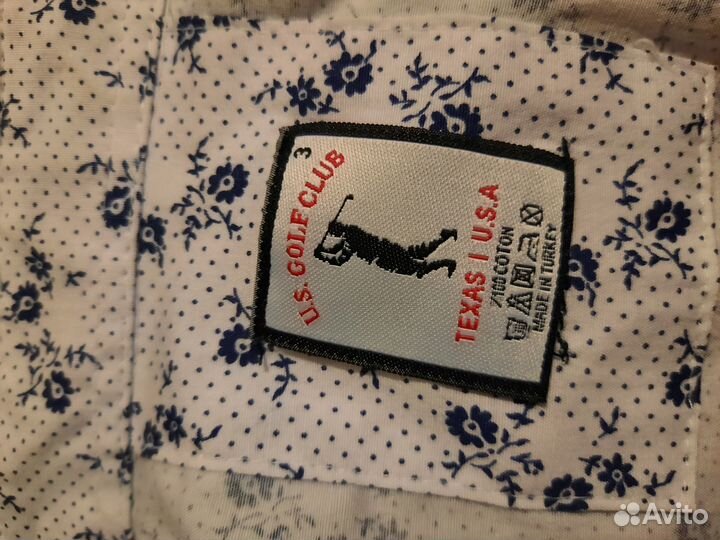 3
U.S. GOLF CLUB
TEXAS I U.S.A
%100 COTON
MADE IN TURKEY
Avito